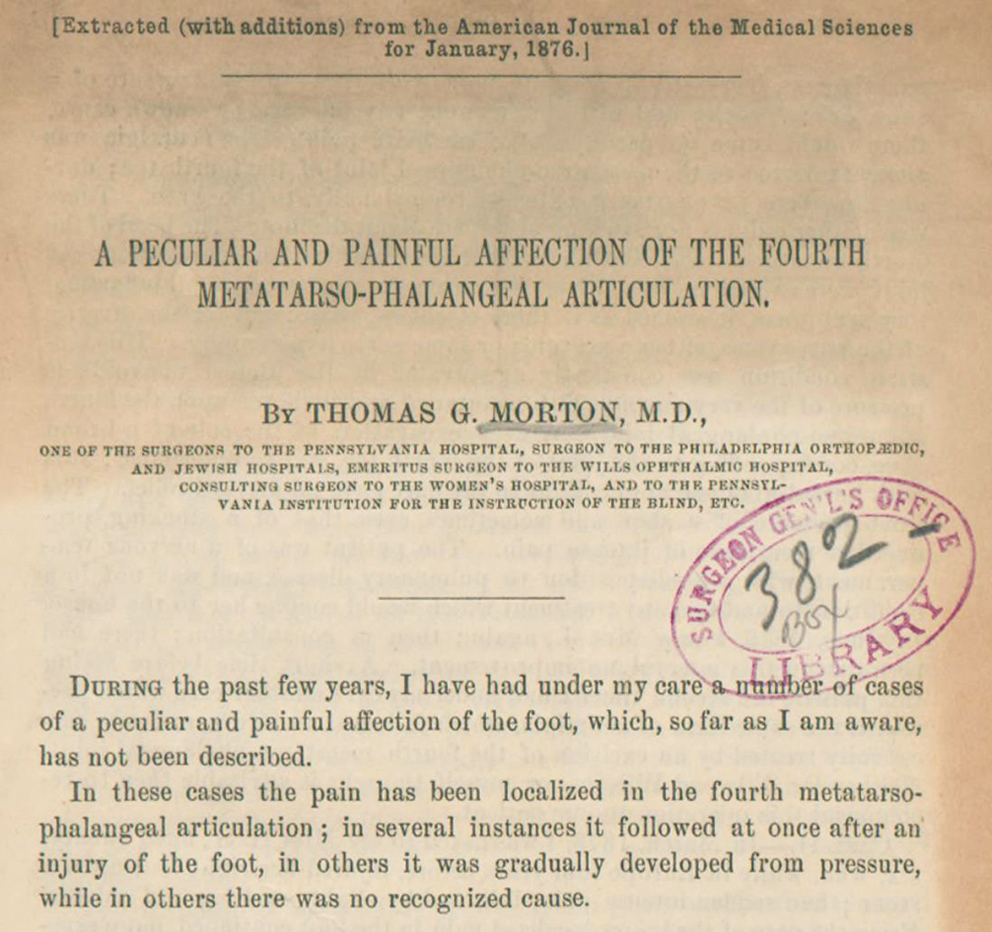 [Extracted (with additions) from the American Journal of the Medical Sciences
for January, 1876.]
A PECULIAR AND PAINFUL AFFECTION OF THE FOURTH
METATARSO-PHALANGEAL ARTICULATION.
By THOMAS G. MORTON, M.D.,
ONE OF THE SURGEONS TO THE PENNSYLVANIA HOSPITAL, SURGEON TO THE PHILADELPHIA ORTHOPÆDIC,
AND JEWISH HOSPITALS, EMERITUS SURGEON TO THE WILLS OPHTHALMIC HOSPITAL,
CONSULTING SURGEON TO THE WOMEN'S HOSPITAL, AND TO THE PENNSYL-
VANIA INSTITUTION FOR THE INSTRUCTION OF THE BLIND, ETC.
SURGEON GEN'L'S OFFICE
382
Box
LIBRARY
DURING the past few years, I have had under my care a number of cases
of a peculiar and painful affection of the foot, which, so far as I am aware,
has not been described.
In these cases the pain has been localized in the fourth metatarso-
phalangeal articulation; in several instances it followed at once after an
injury of the foot, in others it was gradually developed from pressure,
while in others there was no recognized cause.